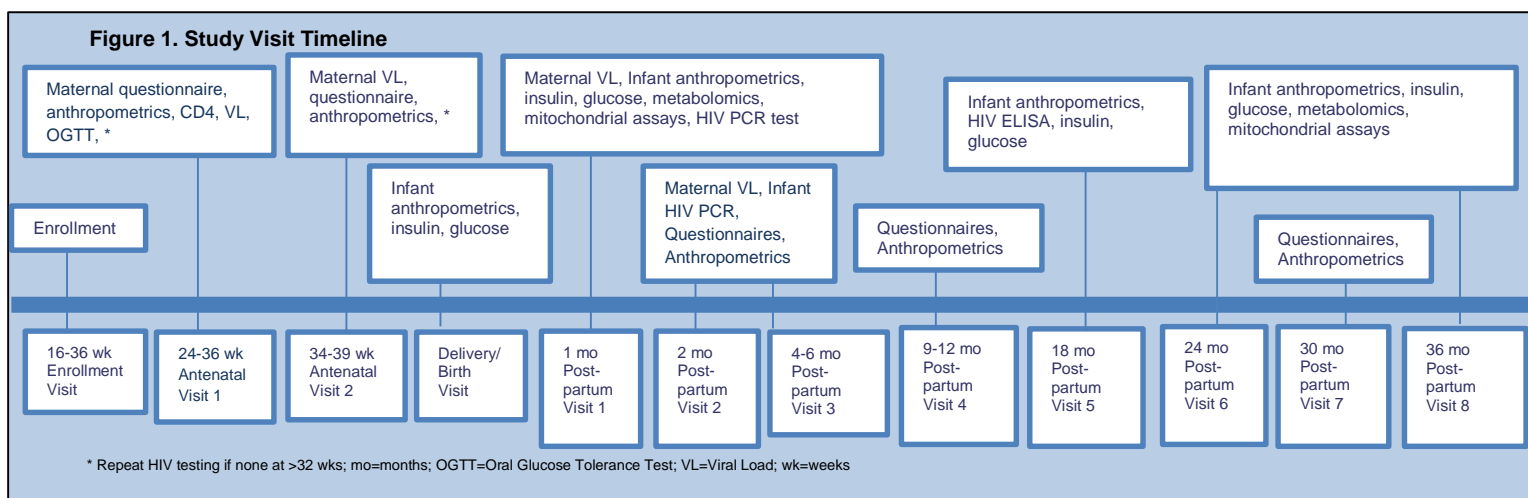 Figure 1. Study Visit Timeline
Maternal questionnaire,
anthropometrics, CD4, VL,
OGTT, *
Maternal VL,
questionnaire,
anthropometrics, *
Maternal VL, Infant anthropometrics,
insulin, glucose, metabolomics,
mitochondrial assays, HIV PCR test
Infant anthropometrics,
HIV ELISA, insulin,
glucose
Infant anthropometrics, insulin,
glucose, metabolomics,
mitochondrial assays
Enrollment
Infant
anthropometrics,
insulin, glucose
Maternal VL, Infant
HIV PCR,
Questionnaires,
Anthropometrics
Questionnaires,
Anthropometrics
Questionnaires,
Anthropometrics
16-36 wk
Enrollment
Visit
24-36 wk
Antenatal
Visit 1
34-39 wk
Antenatal
Visit 2
Delivery/
Birth
Visit
1 mo
Post-
partum
Visit 1
2 mo
Post-
partum
Visit 2
4-6 mo
Post-
partum
Visit 3
9-12 mo
Post-
partum
Visit 4
18 mo
Post-
partum
Visit 5
24 mo
Post-
partum
Visit 6
30 mo
Post-
partum
Visit 7
36 mo
Post-
partum
Visit 8
* Repeat HIV testing if none at >32 wks; mo=months; OGTT=Oral Glucose Tolerance Test; VL=Viral Load; wk=weeks